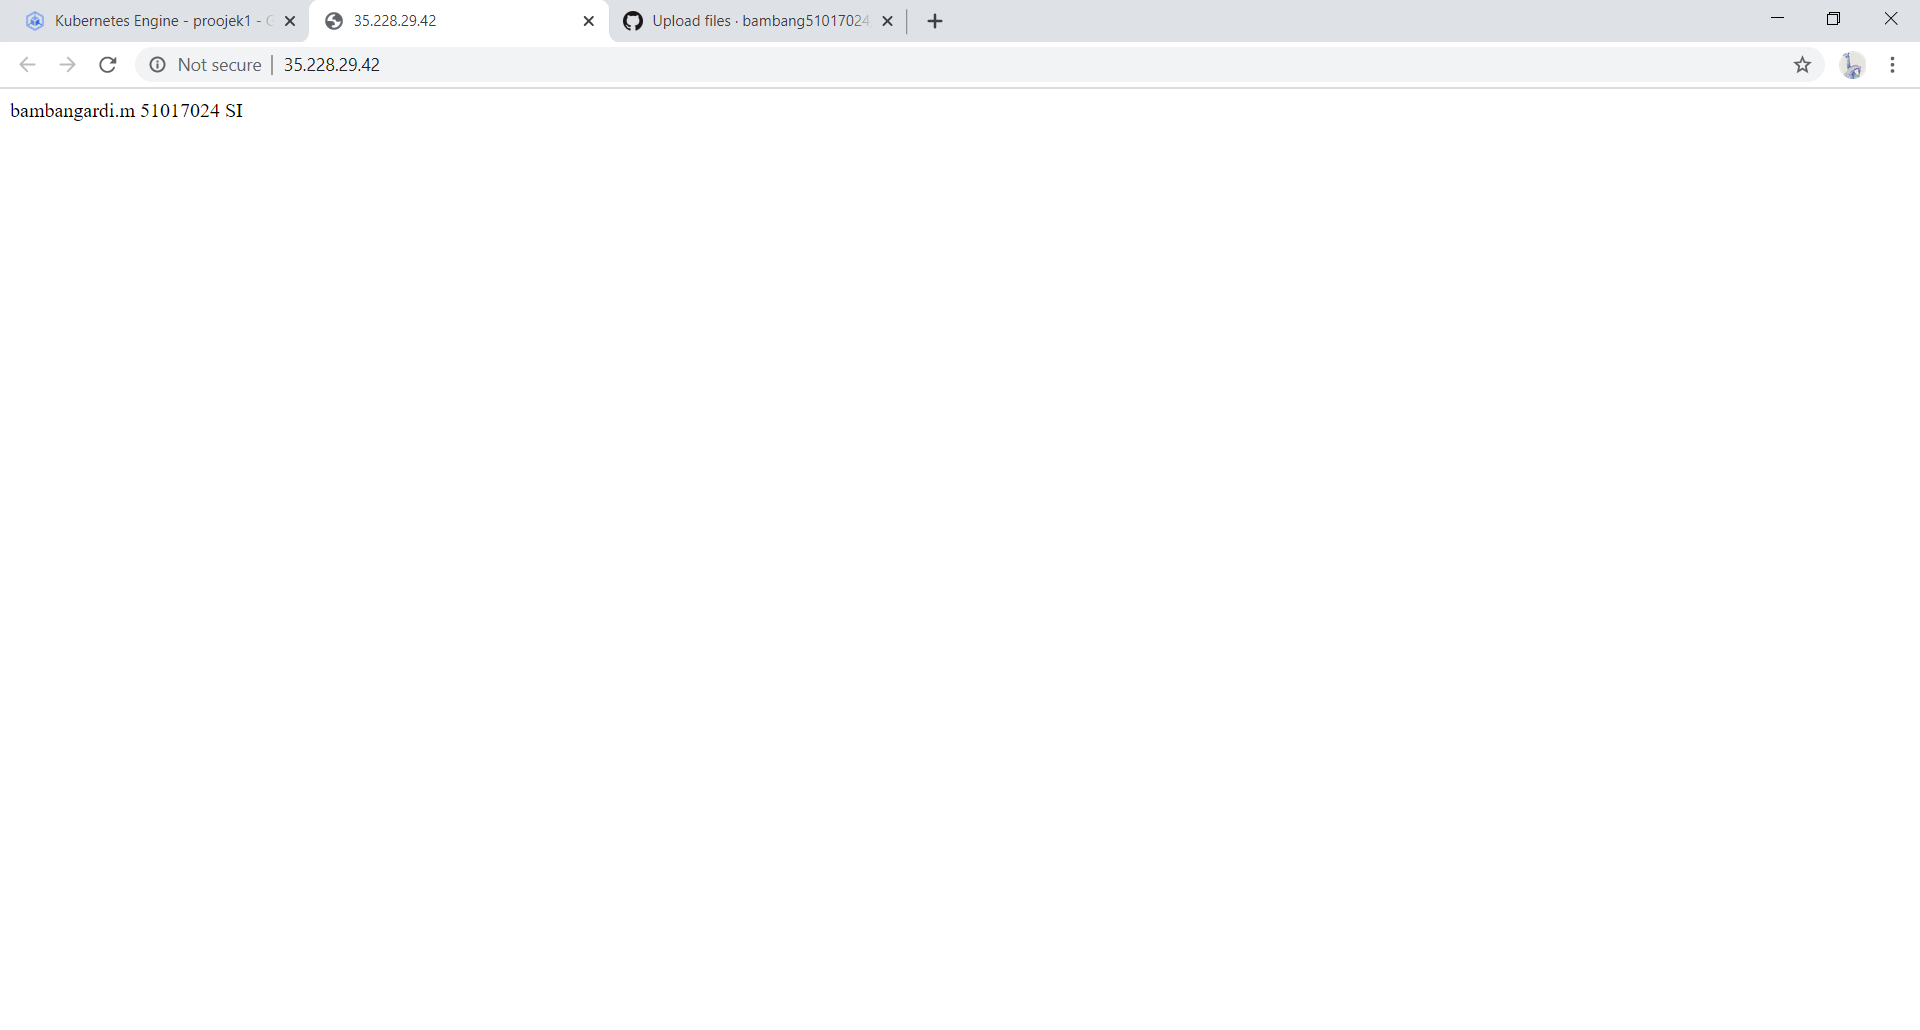 Kubernetes Engine - proojek1 - G
35.228.29.42
Upload files · bambang51017024
Not secure
35.228.29.42
bambangardi.m 51017024 SI